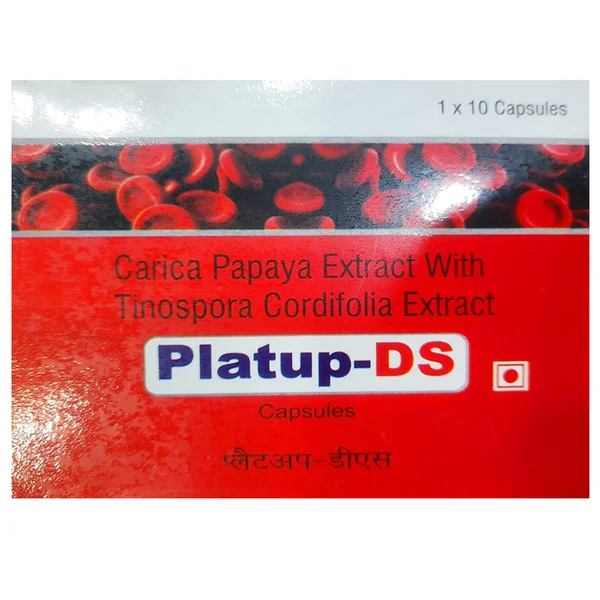 1 x 10 Capsules
Carica Papaya Extract With
Tinospora Cordifolia Extract
Platup-DS
Capsules
प्लैटअप-डीएस